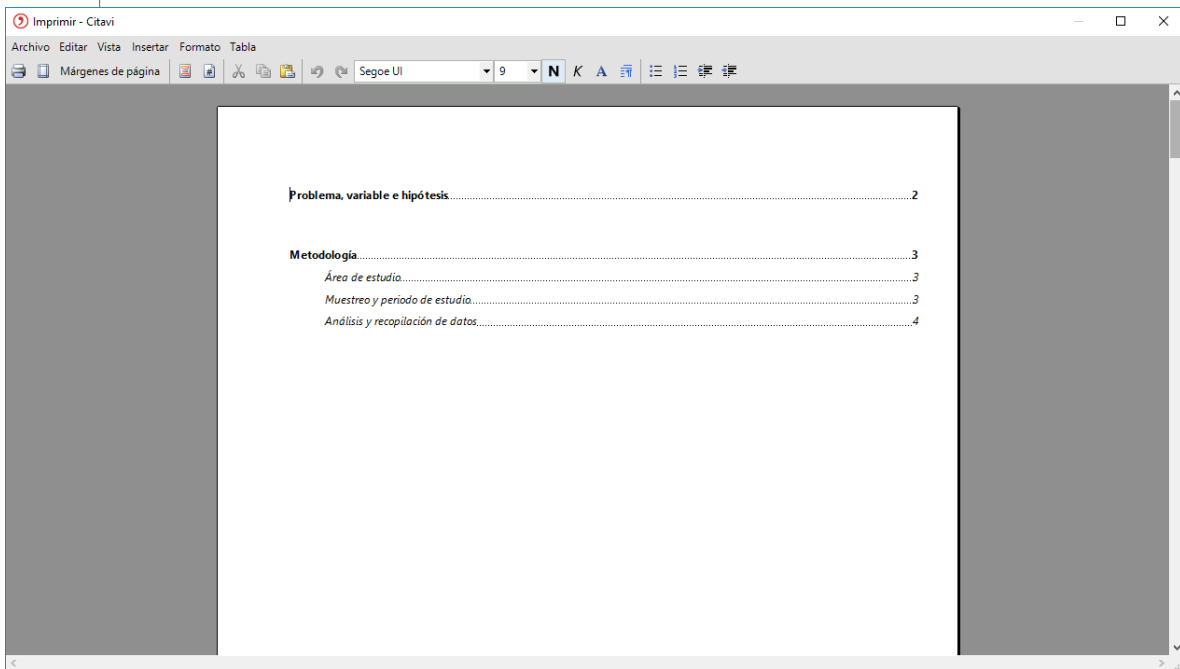 Imprimir - Citavi
Archivo Editar Vista Insertar Formato Tabla
Márgenes de página Segoe UI 9 N K A
Problema, variable e hipótesis 2
Metodología 3
Área de estudio 3
Muestreo y periodo de estudio 3
Análisis y recopilación de datos 4